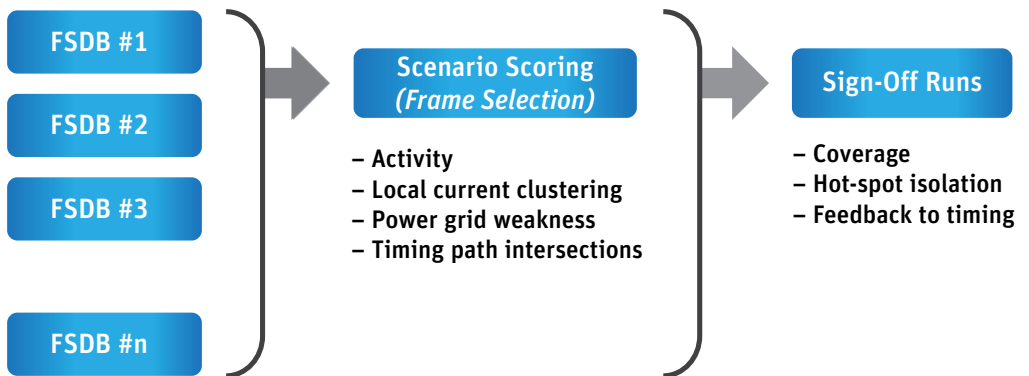 FSDB #1
FSDB #2
FSDB #3
FSDB #n
Scenario Scoring
(Frame Selection)
– Activity
– Local current clustering
– Power grid weakness
– Timing path intersections
Sign-Off Runs
– Coverage
– Hot-spot isolation
– Feedback to timing